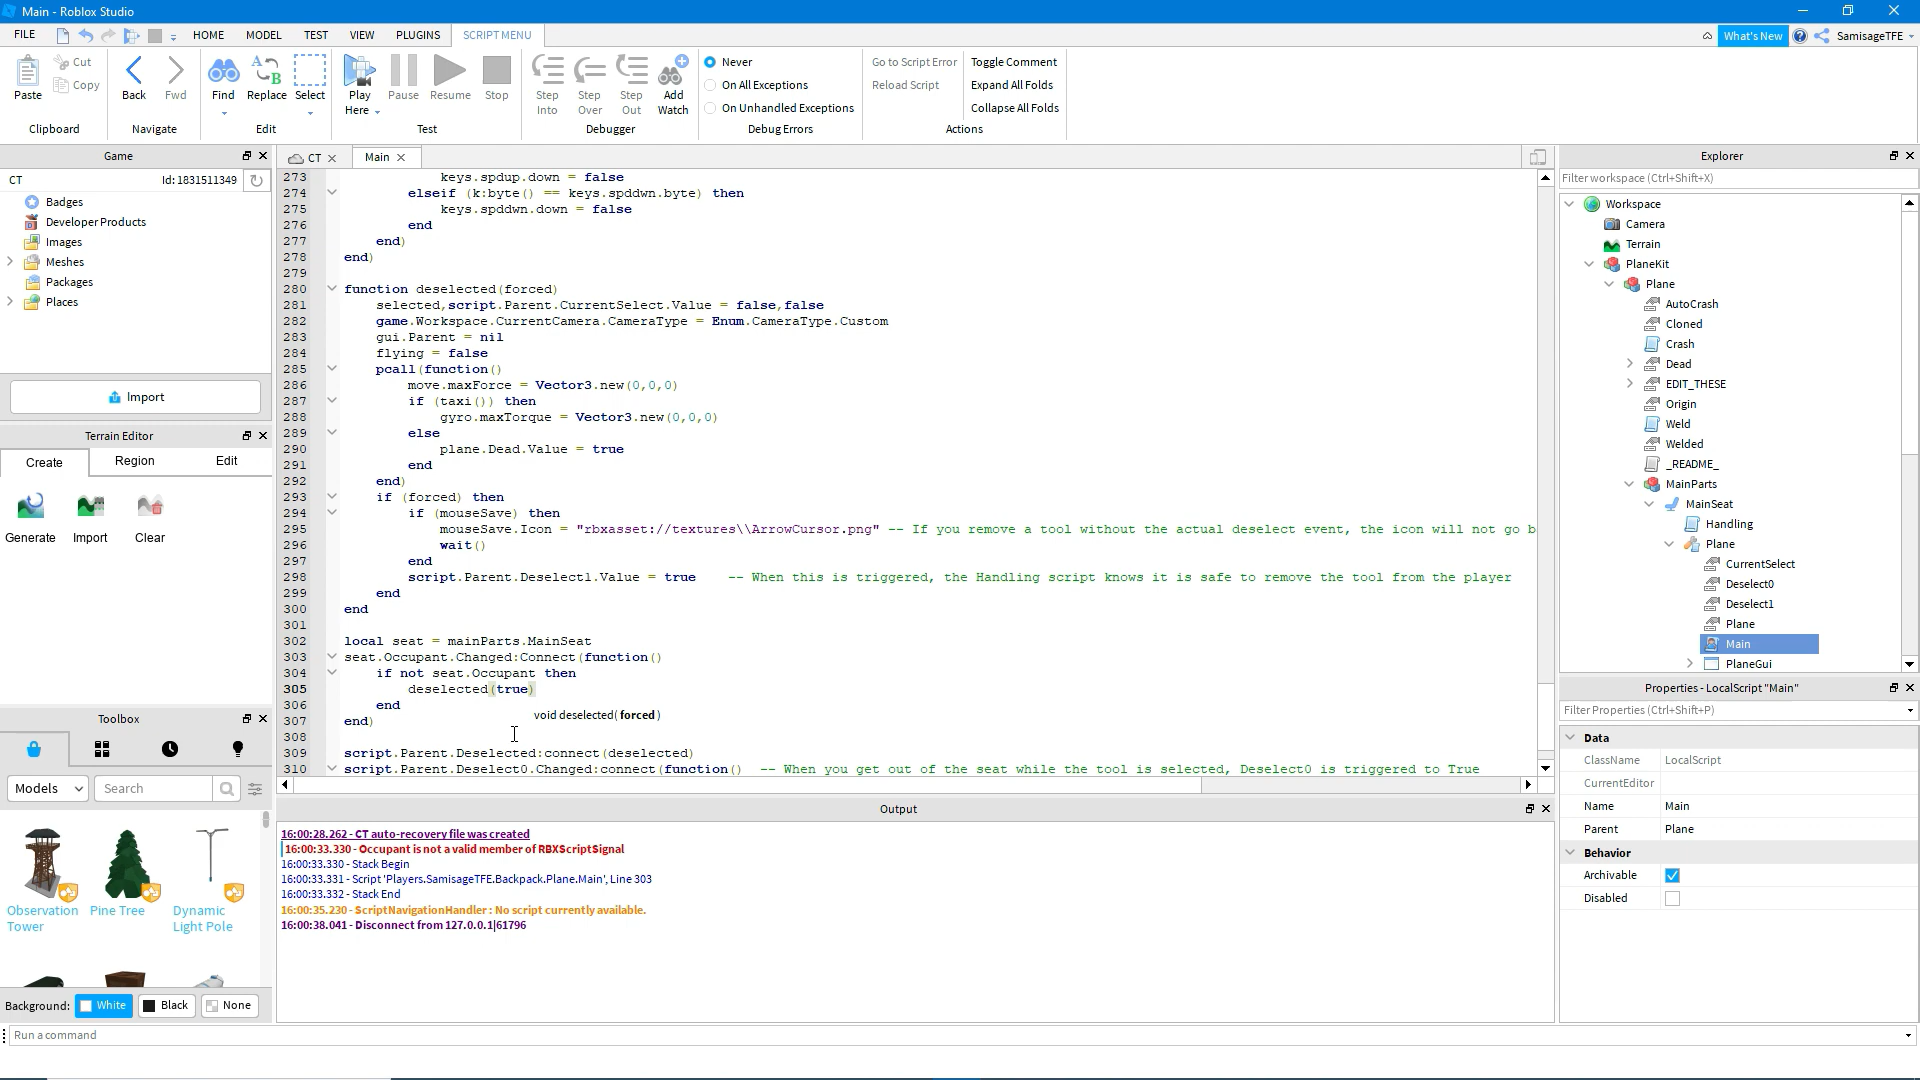 Main - Roblox Studio
FILE HOME MODEL TEST VIEW PLUGINS SCRIPT MENU What's New SamisageTFE
Paste Cut Copy Back Fwd Find Replace Select Play Here Pause Resume Stop Step Into Step Over Step Out Add Watch
Never
On All Exceptions
On Unhandled Exceptions
Go to Script Error
Reload Script
Toggle Comment
Expand All Folds
Collapse All Folds
Clipboard Navigate Edit Test Debugger Debug Errors Actions
Game
CT Id: 1831511349
Badges
Developer Products
Images
Meshes
Packages
Places
Import
Terrain Editor
Create Region Edit
Generate Import Clear
Toolbox
Models Search
Observation Tower
Pine Tree
Dynamic Light Pole
Background: White Black None
CT Main
273 keys.spdup.down = false
274 elseif (k:byte() == keys.spddwn.byte) then
275 keys.spddwn.down = false
276 end
277 end)
278 end)
279
280 function deselected(forced)
281 selected,script.Parent.CurrentSelect.Value = false,false
282 game.Workspace.CurrentCamera.CameraType = Enum.CameraType.Custom
283 gui.Parent = nil
284 flying = false
285 pcall(function()
286 move.maxForce = Vector3.new(0,0,0)
287 if (taxi()) then
288 gyro.maxTorque = Vector3.new(0,0,0)
289 else
290 plane.Dead.Value = true
291 end
292 end)
293 if (forced) then
294 if (mouseSave) then
295 mouseSave.Icon = "rbxasset://textures\\ArrowCursor.png" -- If you remove a tool without the actual deselect event, the icon will not go b
296 wait()
297 end
298 script.Parent.Deselect1.Value = true -- When this is triggered, the Handling script knows it is safe to remove the tool from the player
299 end
300 end
301
302 local seat = mainParts.MainSeat
303 seat.Occupant.Changed:Connect(function()
304 if not seat.Occupant then
305 deselected(true)
306 end
void deselected( forced )
307 end)
308
309 script.Parent.Deselected:connect(deselected)
310 script.Parent.Deselect0.Changed:connect(function() -- When you get out of the seat while the tool is selected, Deselect0 is triggered to True
Output
16:00:28.262 - CT auto-recovery file was created
16:00:33.330 - Occupant is not a valid member of RBXScriptSignal
16:00:33.330 - Stack Begin
16:00:33.331 - Script 'Players.SamisageTFE.Backpack.Plane.Main', Line 303
16:00:33.332 - Stack End
16:00:35.230 - ScriptNavigationHandler : No script currently available.
16:00:38.041 - Disconnect from 127.0.0.1|61796
Explorer
Filter workspace (Ctrl+Shift+X)
Workspace
Camera
Terrain
PlaneKit
Plane
AutoCrash
Cloned
Crash
Dead
EDIT_THESE
Origin
Weld
Welded
_README_
MainParts
MainSeat
Handling
Plane
CurrentSelect
Deselect0
Deselect1
Plane
Main
PlaneGui
Properties - LocalScript "Main"
Filter Properties (Ctrl+Shift+P)
Data
ClassName LocalScript
CurrentEditor
Name Main
Parent Plane
Behavior
Archivable
Disabled
Run a command